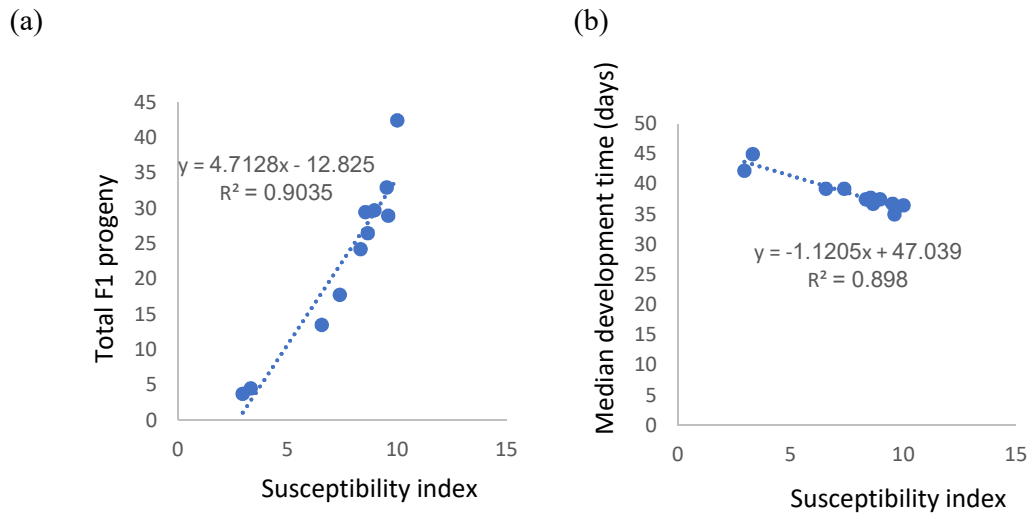 (a)
Total F1 progeny
45
40
35
30
25
20
15
10
5
0
y = 4.7128x - 12.825
R² = 0.9035
0
5
10
15
Susceptibility index
(b)
Median development time (days)
50
45
40
35
30
25
20
15
10
5
0
y = -1.1205x + 47.039
R² = 0.898
0
5
10
15
Susceptibility index